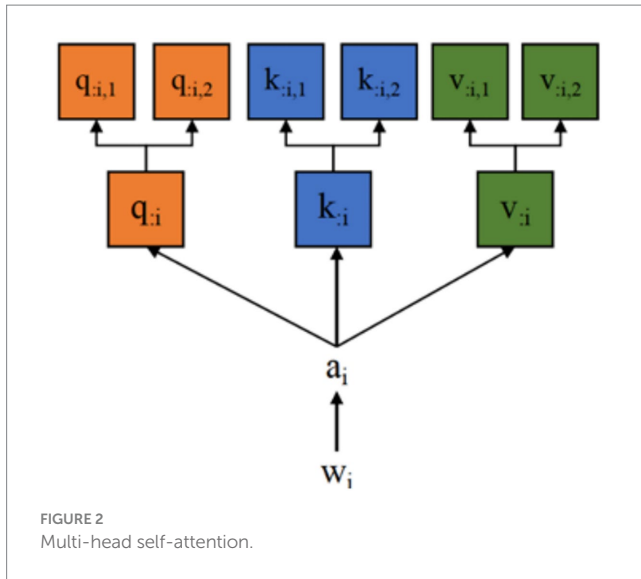 q:i,1 q:i,2 k:i,1 k:i,2 v:i,1 v:i,2
q:i k:i v:i
ai
wi
FIGURE 2
Multi-head self-attention.